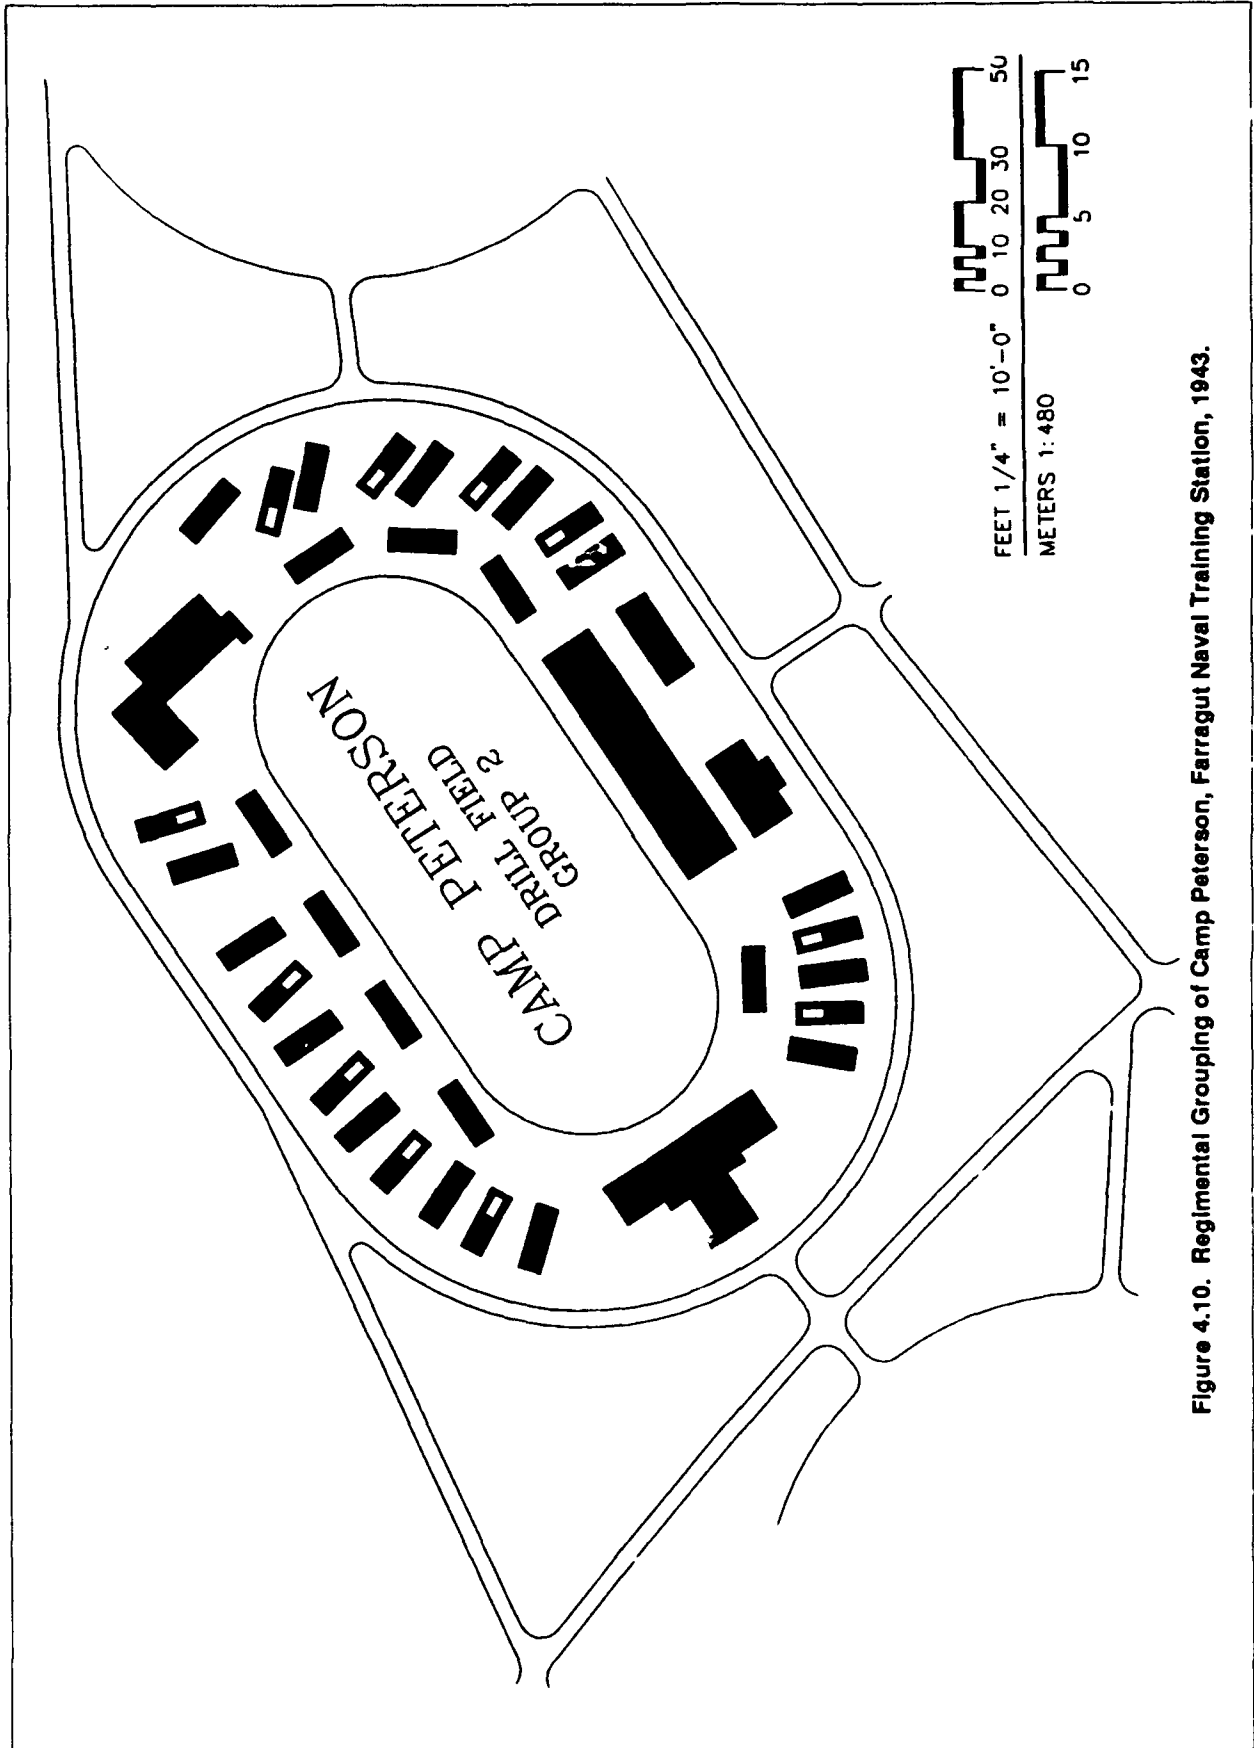 CAMP PETERSON
DRILL FIELD
GROUP 2
FEET 1/4" = 10'-0" 0 10 20 30 50
METERS 1:480 0 5 10 15
Figure 4.10. Regimental Grouping of Camp Peterson, Farragut Naval Training Station, 1943.